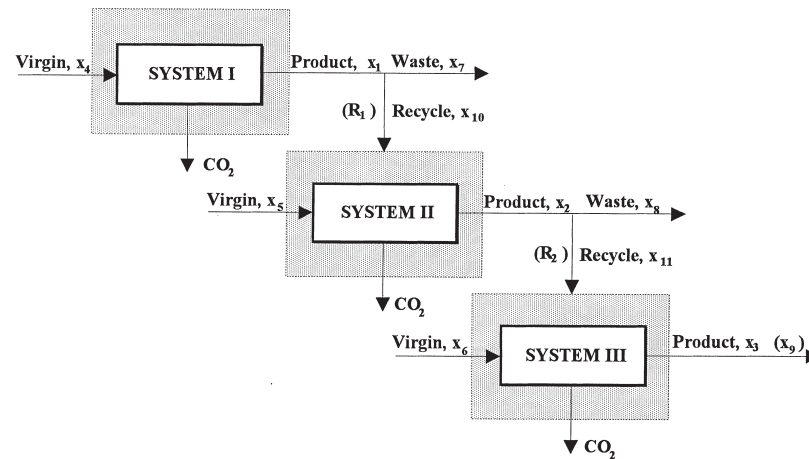 Virgin, x4
SYSTEM I
Product, x1 Waste, x7
(R1) Recycle, x10
CO2
Virgin, x5
SYSTEM II
Product, x2 Waste, x8
(R2) Recycle, x11
CO2
Virgin, x6
SYSTEM III
Product, x3 (x9)
CO2